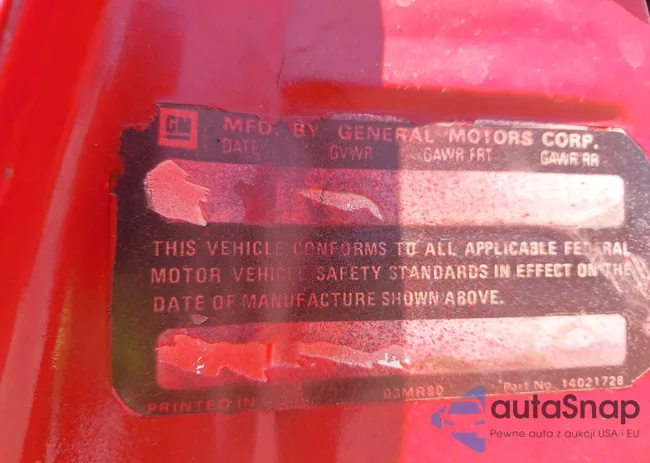 GM MFD. BY GENERAL MOTORS CORP.
DATE GVWR GAWR FRT GAWR RR
THIS VEHICLE CONFORMS TO ALL APPLICABLE FEDERAL
MOTOR VEHICLE SAFETY STANDARDS IN EFFECT ON THE
DATE OF MANUFACTURE SHOWN ABOVE.
PRINTED IN 03MR80 Part No. 14021728
autaSnap
Pewne auta z aukcji USA i EU